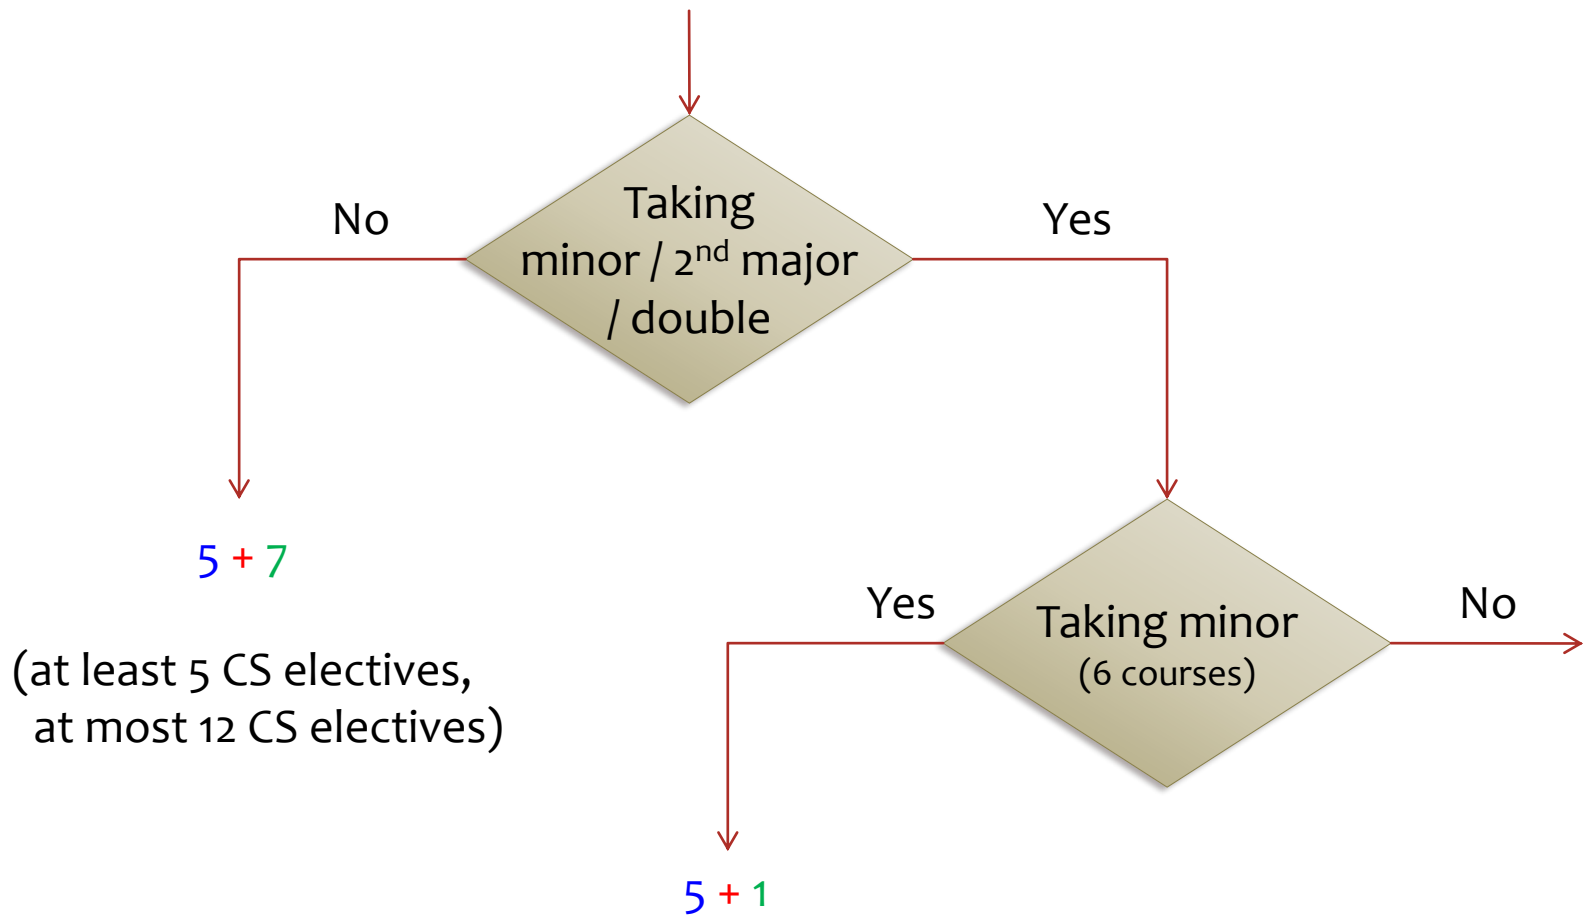 Taking
minor / 2nd major
/ double
No
Yes
5 + 7
(at least 5 CS electives,
at most 12 CS electives)
Yes
Taking minor
(6 courses)
No
5 + 1